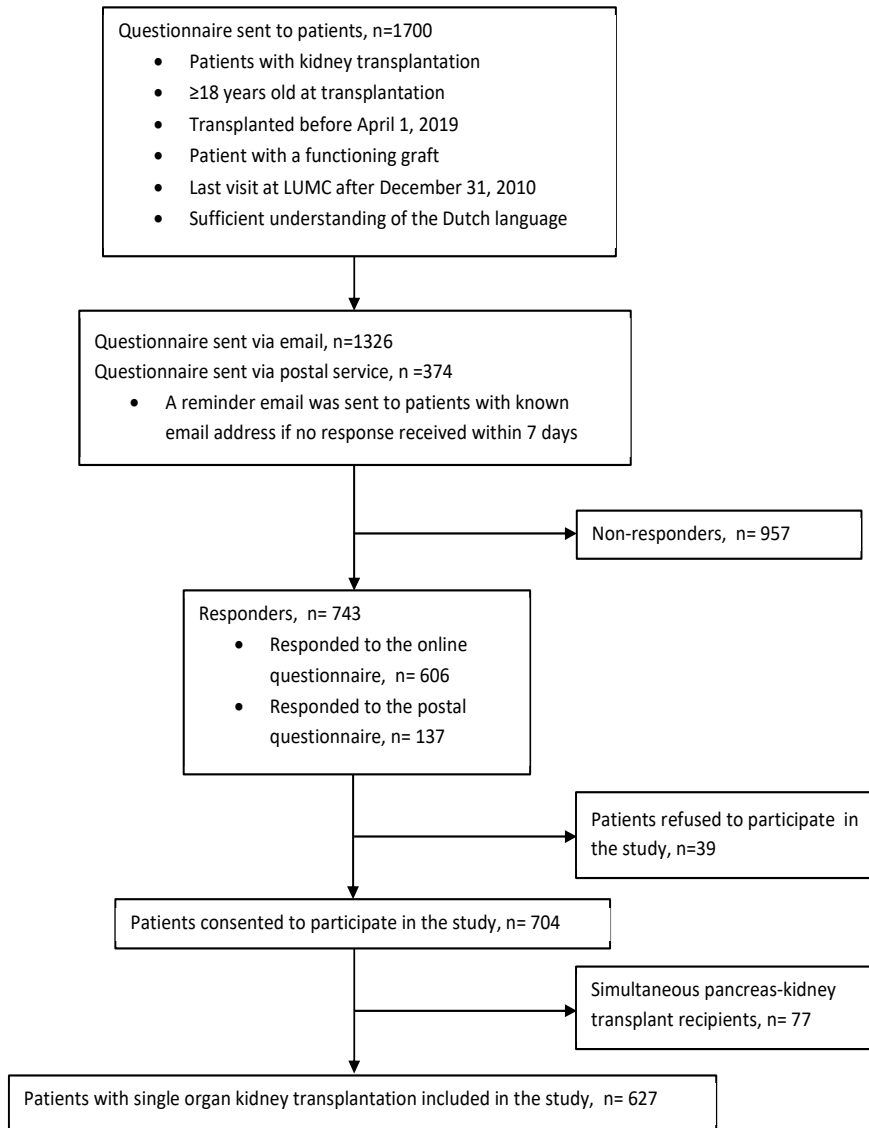 Questionnaire sent to patients, n=1700
• Patients with kidney transplantation
• ≥18 years old at transplantation
• Transplanted before April 1, 2019
• Patient with a functioning graft
• Last visit at LUMC after December 31, 2010
• Sufficient understanding of the Dutch language
Questionnaire sent via email, n=1326
Questionnaire sent via postal service, n =374
• A reminder email was sent to patients with known
email address if no response received within 7 days
Non-responders, n= 957
Responders, n= 743
• Responded to the online
questionnaire, n= 606
• Responded to the postal
questionnaire, n= 137
Patients refused to participate in
the study, n=39
Patients consented to participate in the study, n= 704
Simultaneous pancreas-kidney
transplant recipients, n= 77
Patients with single organ kidney transplantation included in the study, n= 627